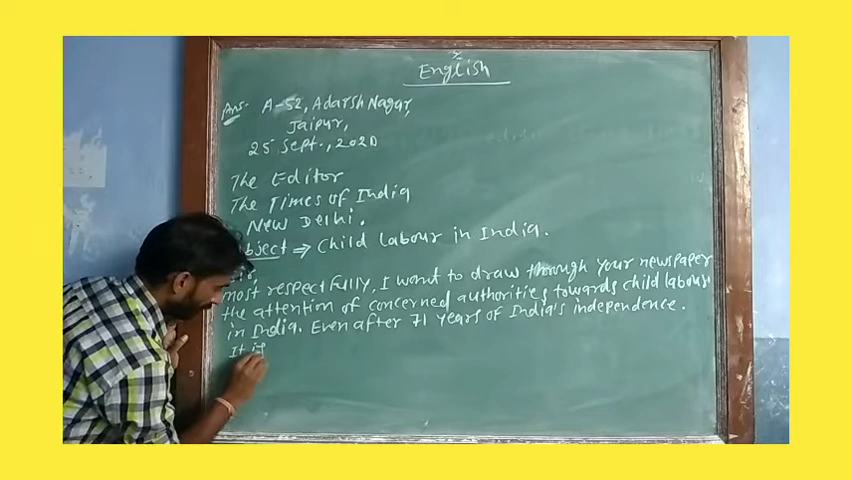 English
Ans. A-52, Adarsh Nagar,
Jaipur,
25 Sept., 2020
The Editor
The Times of India
New Delhi.
bject ⇒ Child labour in India.
most respectfully, I want to draw through your newspaper
the attention of concerned authorities towards child labour
in India. Even after 71 years of India's independence.
It is